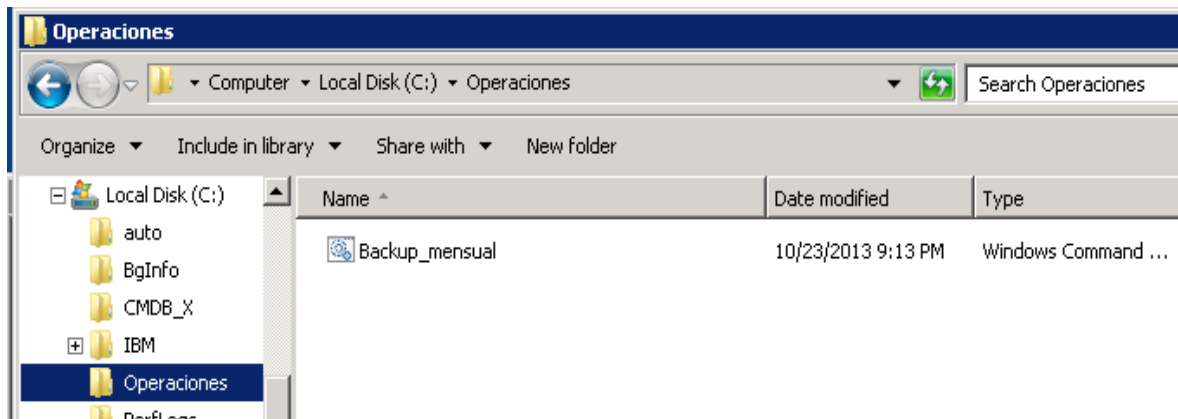 Operaciones
Computer Local Disk (C:) Operaciones Search Operaciones
Organize Include in library Share with New folder
Local Disk (C:) Name Date modified Type
auto
Backup_mensual 10/23/2013 9:13 PM Windows Command ...
BgInfo
CMDB_X
IBM
Operaciones
PerfLogs